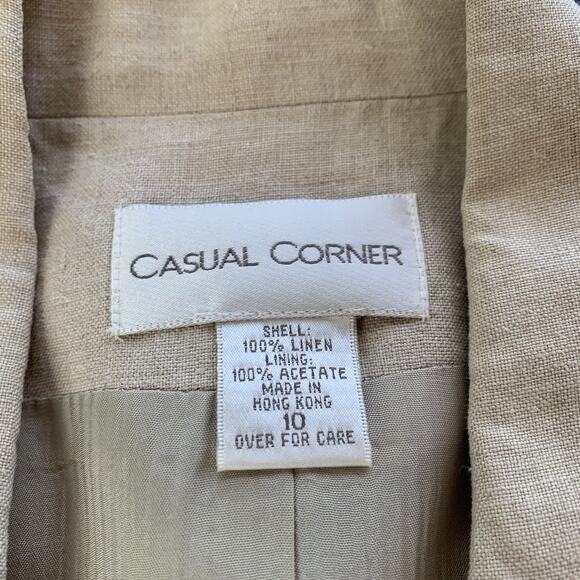 CASUAL CORNER
SHELL:
100% LINEN
LINING:
100% ACETATE
MADE IN
HONG KONG
10
OVER FOR CARE